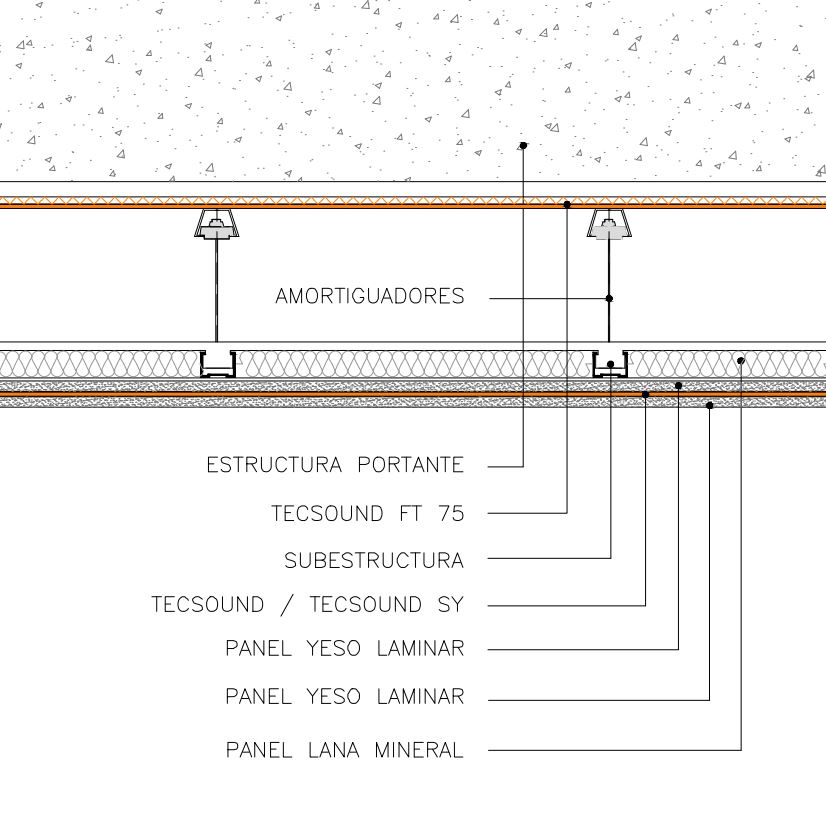 AMORTIGUADORES
ESTRUCTURA PORTANTE
TECSOUND FT 75
SUBESTRUCTURA
TECSOUND / TECSOUND SY
PANEL YESO LAMINAR
PANEL YESO LAMINAR
PANEL LANA MINERAL